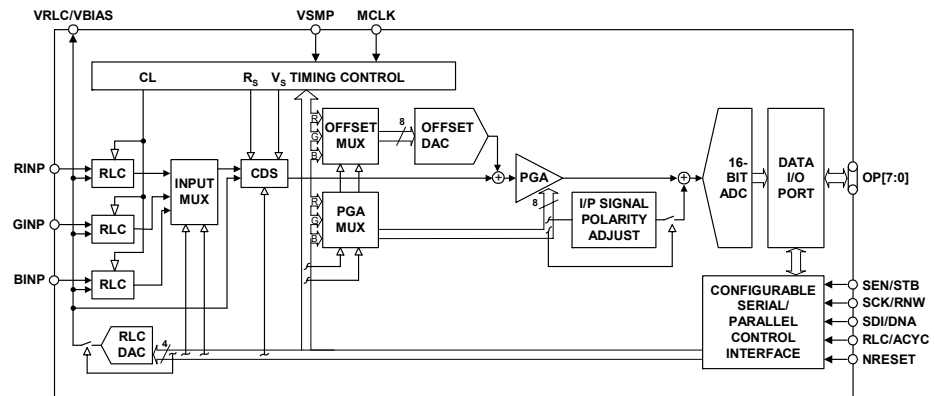 VRLC/VBIAS
VSMP
MCLK
CL
RS
VS TIMING CONTROL
R
G
B
OFFSET
MUX
8
OFFSET
DAC
RINP
RLC
INPUT
MUX
CDS
PGA
16-
BIT
ADC
DATA
I/O
PORT
OP[7:0]
R
G
B
PGA
MUX
8
I/P SIGNAL
POLARITY
ADJUST
GINP
RLC
BINP
RLC
CONFIGURABLE
SERIAL/
PARALLEL
CONTROL
INTERFACE
SEN/STB
SCK/RNW
SDI/DNA
RLC/ACYC
NRESET
RLC
DAC
4